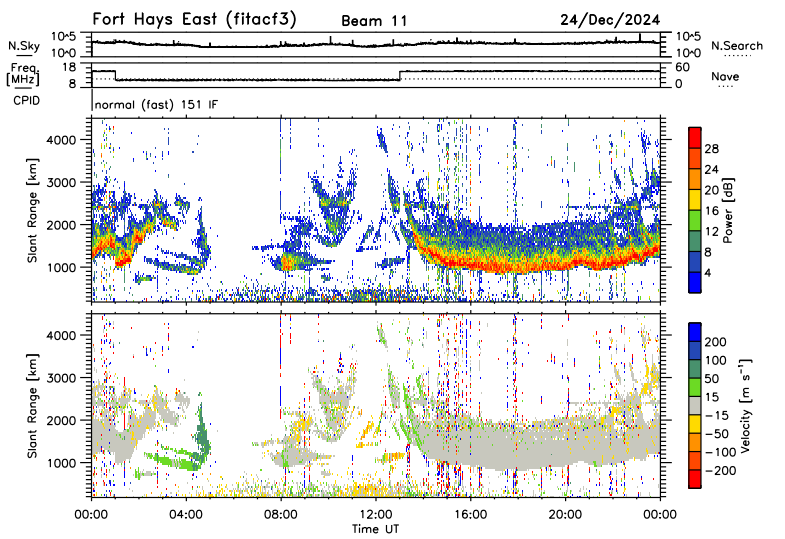 Fort Hays East (fitacf3) Beam 11 24/Dec/2024
N.Sky 10^5 10^0 10^5 10^0 N.Search
Freq. [MHz] 18 8 60 0 Nave
CPID normal (fast) 151 IF
Slant Range [km] 4000 3000 2000 1000
Power [dB] 28 24 20 16 12 8 4
Slant Range [km] 4000 3000 2000 1000
Velocity [m s⁻¹] 200 100 50 15 −15 −50 −100 −200
00:00 04:00 08:00 12:00 16:00 20:00 00:00
Time UT